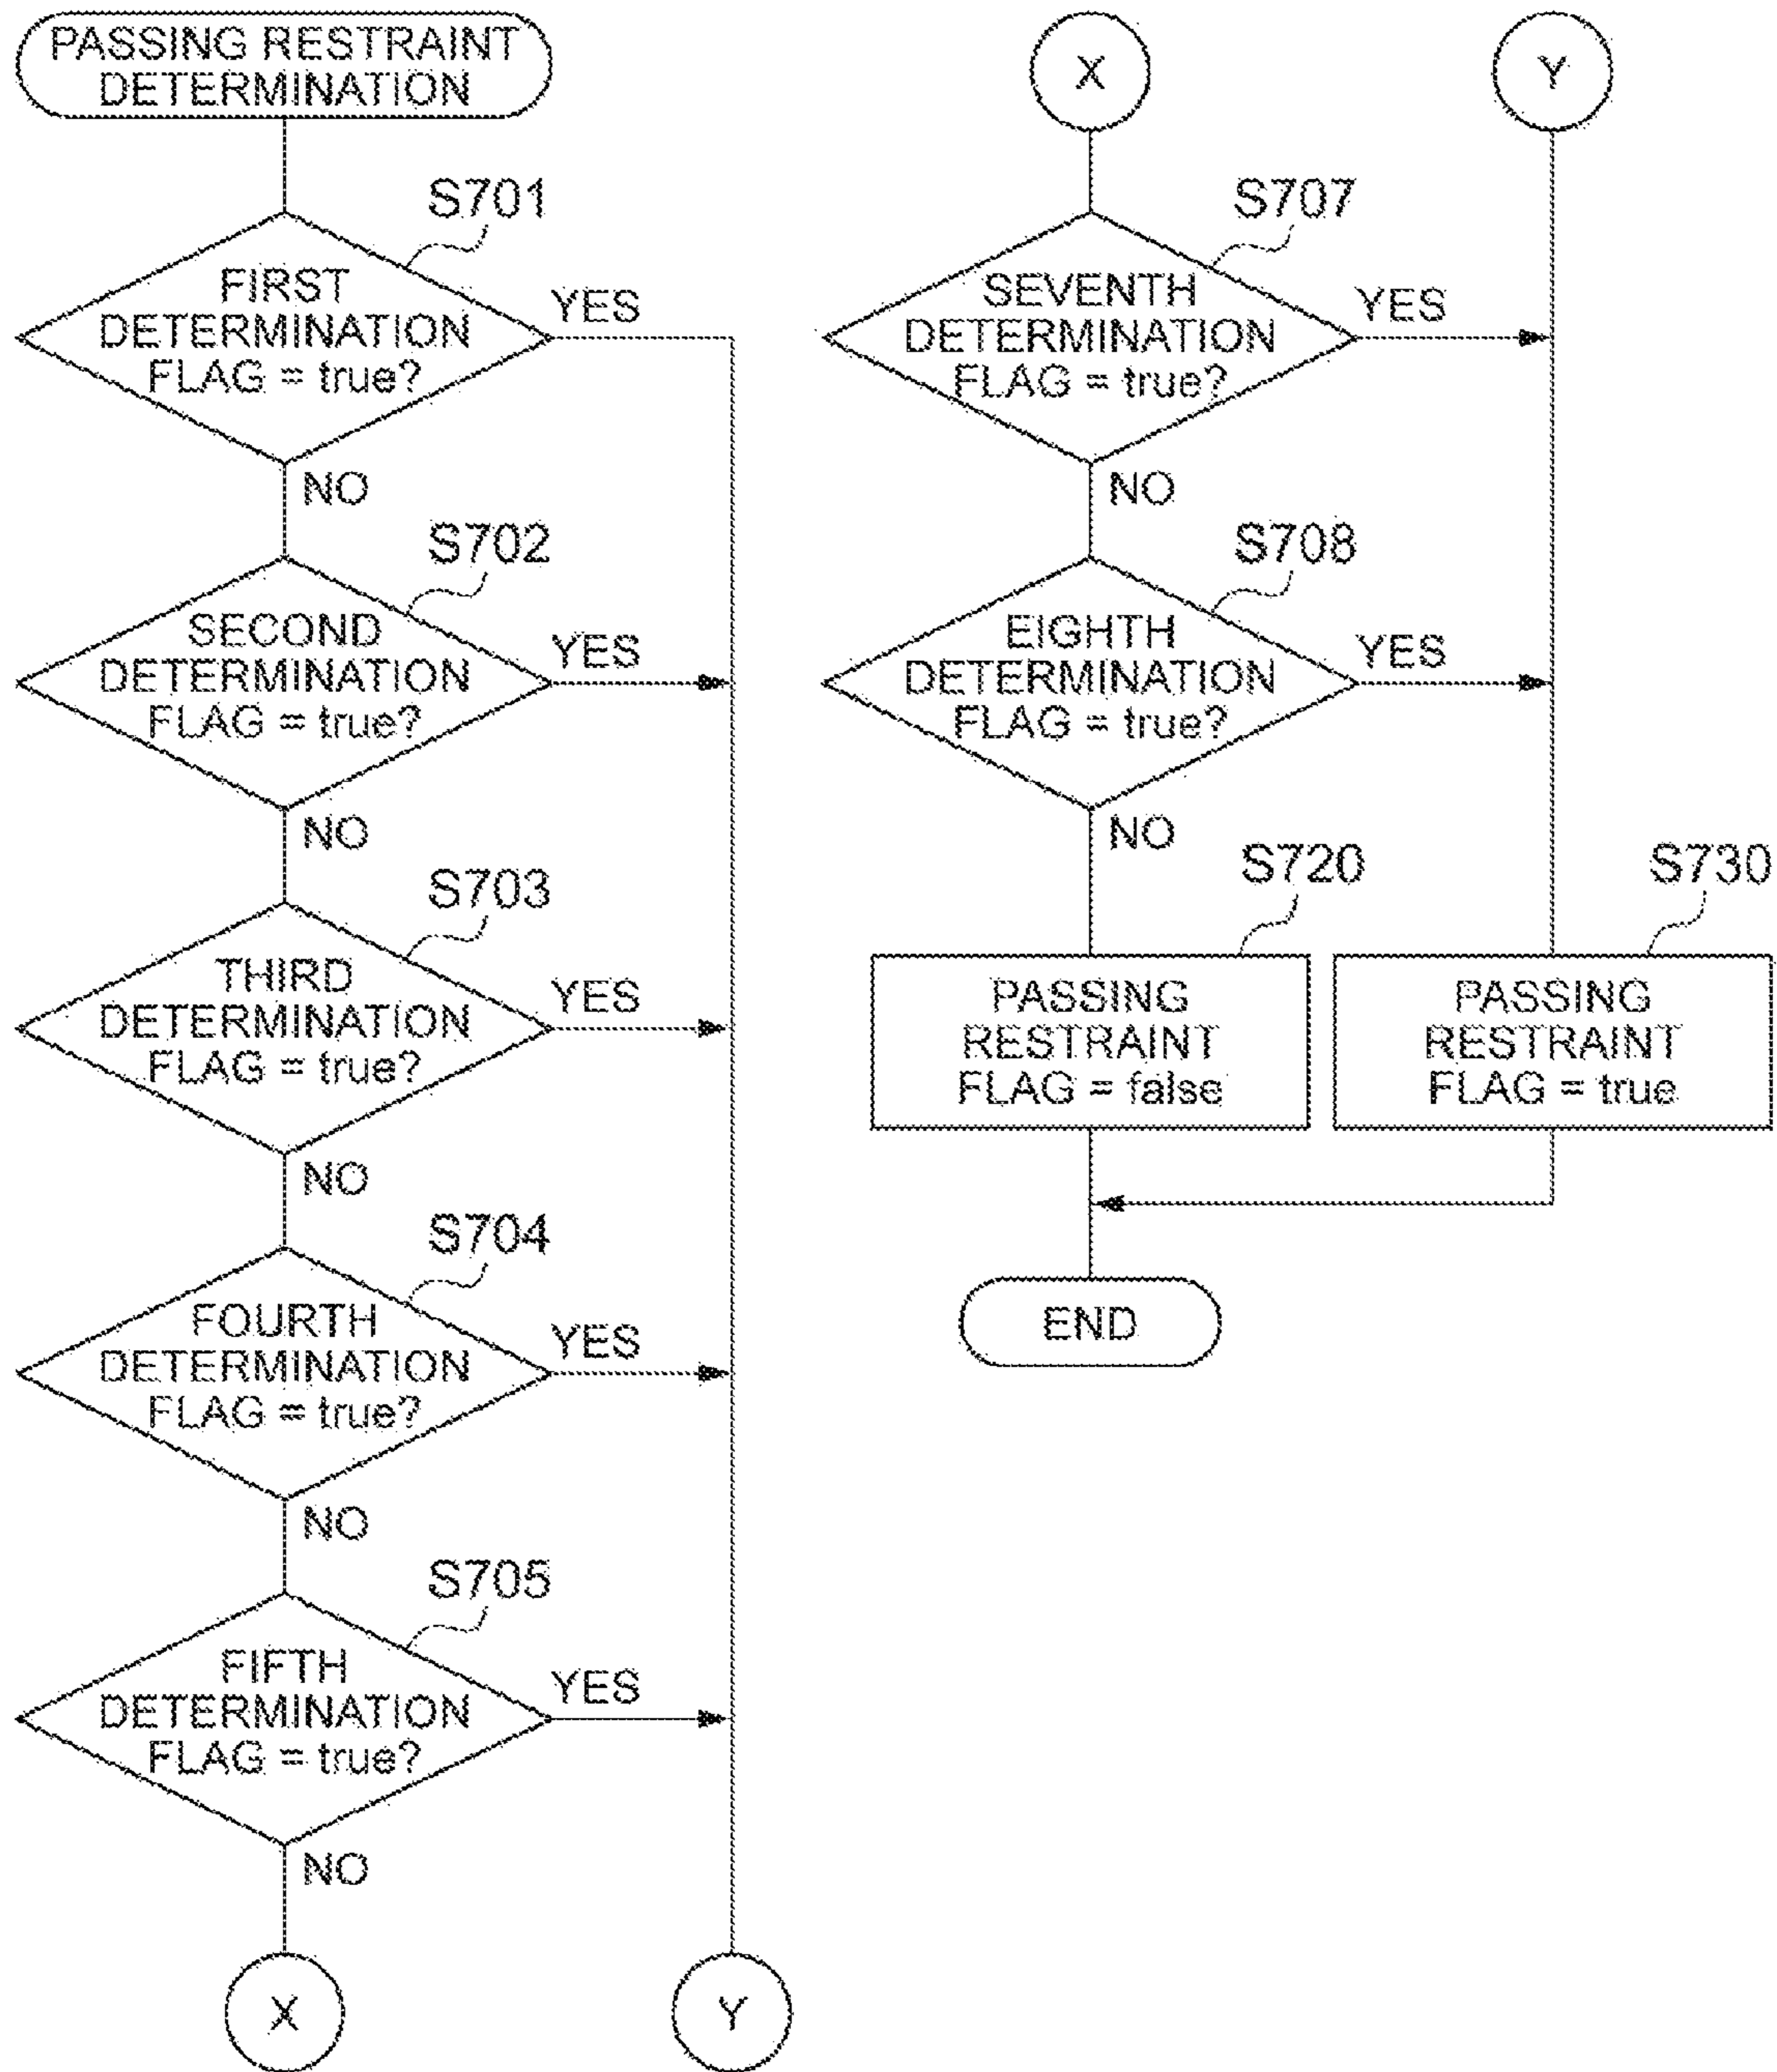 PASSING RESTRAINT
DETERMINATION
S701
FIRST
DETERMINATION
FLAG = true?
YES
NO
S702
SECOND
DETERMINATION
FLAG = true?
YES
NO
S703
THIRD
DETERMINATION
FLAG = true?
YES
NO
S704
FOURTH
DETERMINATION
FLAG = true?
YES
NO
S705
FIFTH
DETERMINATION
FLAG = true?
YES
NO
X
Y
X
Y
S707
SEVENTH
DETERMINATION
FLAG = true?
YES
NO
S708
EIGHTH
DETERMINATION
FLAG = true?
YES
NO
S720
PASSING
RESTRAINT
FLAG = false
S730
PASSING
RESTRAINT
FLAG = true
END